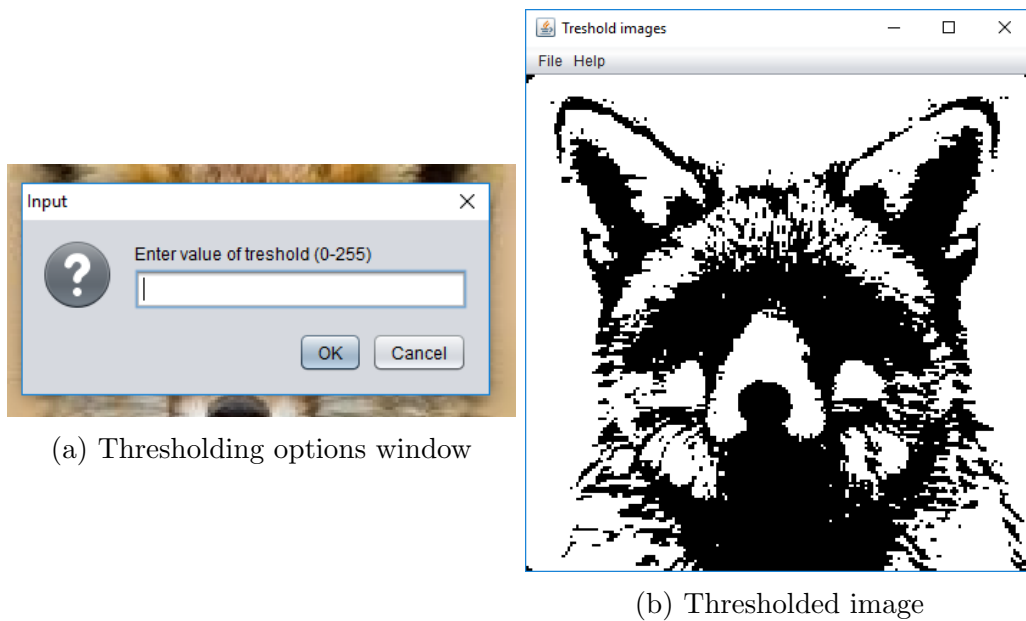 Input
Enter value of treshold (0-255)
OK Cancel
(a) Thresholding options window
Treshold images
File Help
(b) Thresholded image